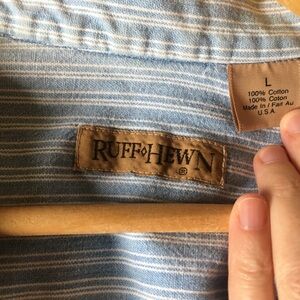 L
100% Cotton
100% Coton
Made In / Fait Au
U.S.A.
RUFF◊HEWN
®